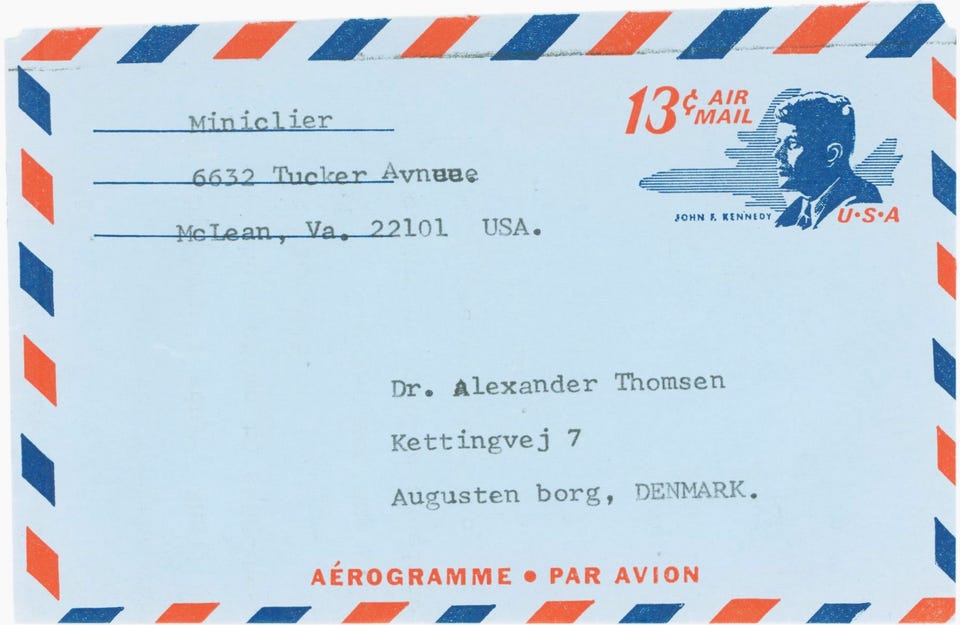 Miniclier
6632 Tucker Avnuue
McLean, Va. 22101 USA.
13¢ AIR MAIL
JOHN F. KENNEDY
U·S·A
Dr. Alexander Thomsen
Kettingvej 7
Augusten borg, DENMARK.
AÉROGRAMME • PAR AVION